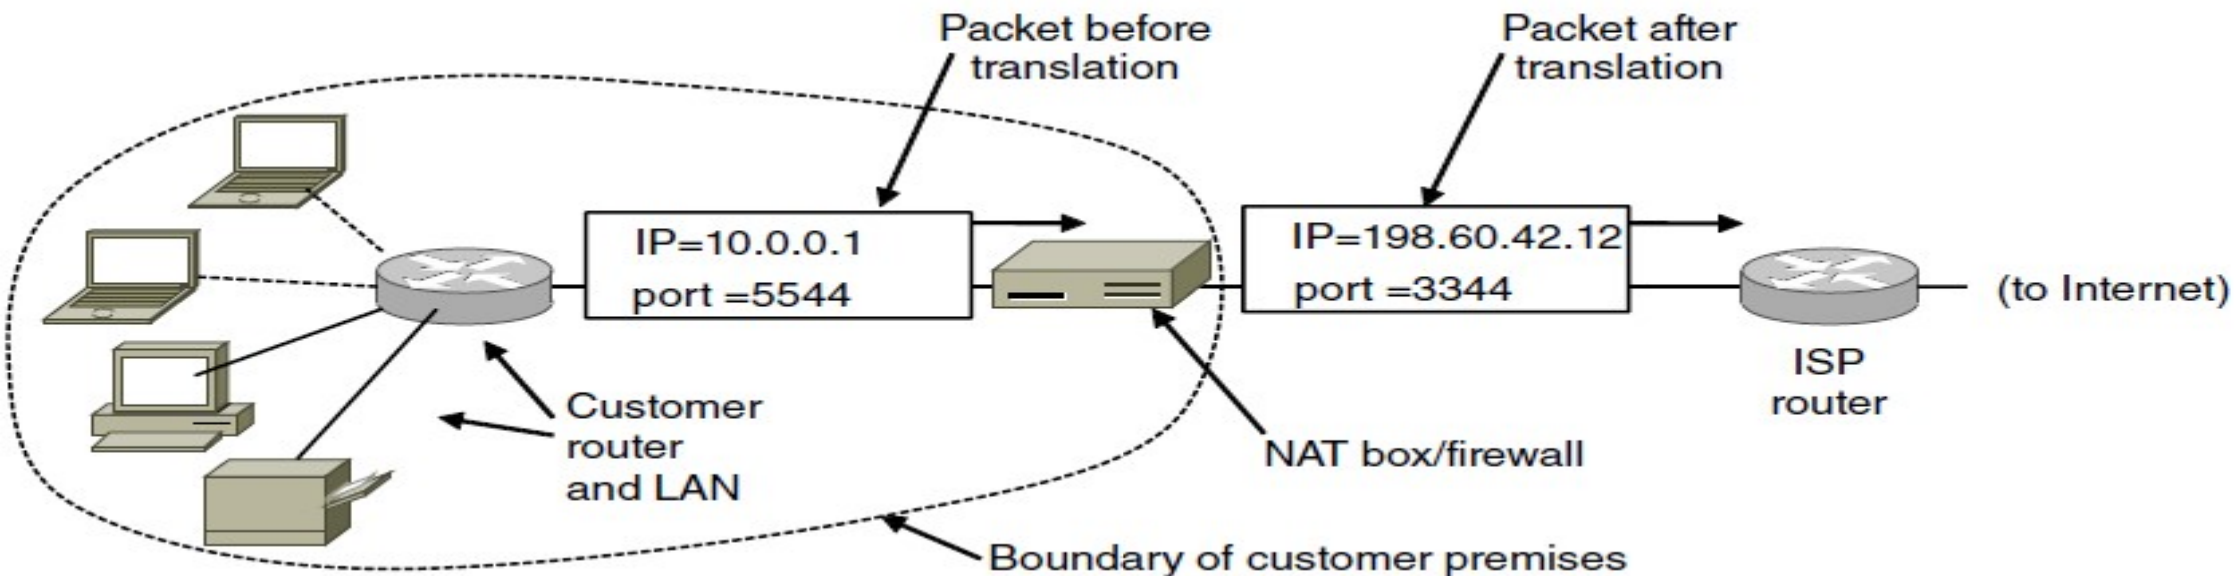 Packet before
translation
Packet after
translation
IP=10.0.0.1
port =5544
IP=198.60.42.12
port =3344
(to Internet)
ISP
router
Customer
router
and LAN
NAT box/firewall
Boundary of customer premises